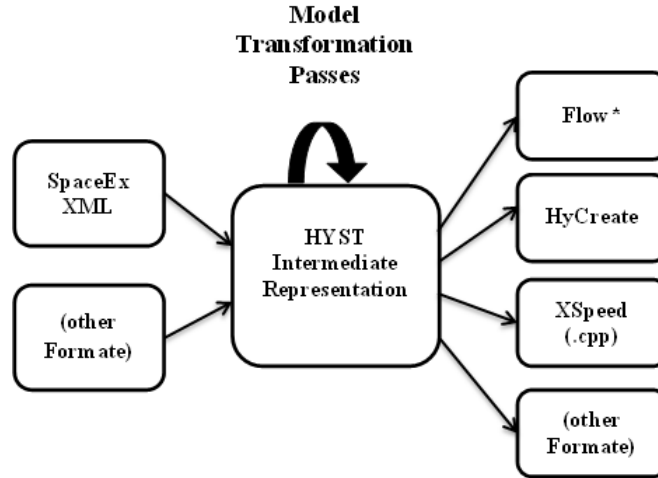 Model
Transformation
Passes
SpaceEx
XML
(other
Formate)
HYST
Intermediate
Representation
Flow *
HyCreate
XSpeed
(.cpp)
(other
Formate)